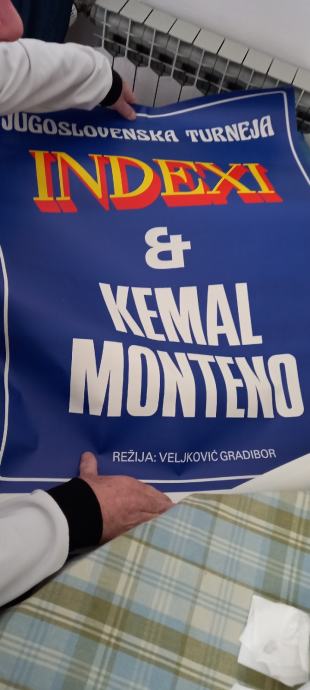 JUGOSLOVENSKA TURNEJA
INDEXI
&
KEMAL
MONTENO
REŽIJA: VELJKOVIĆ GRADIBOR